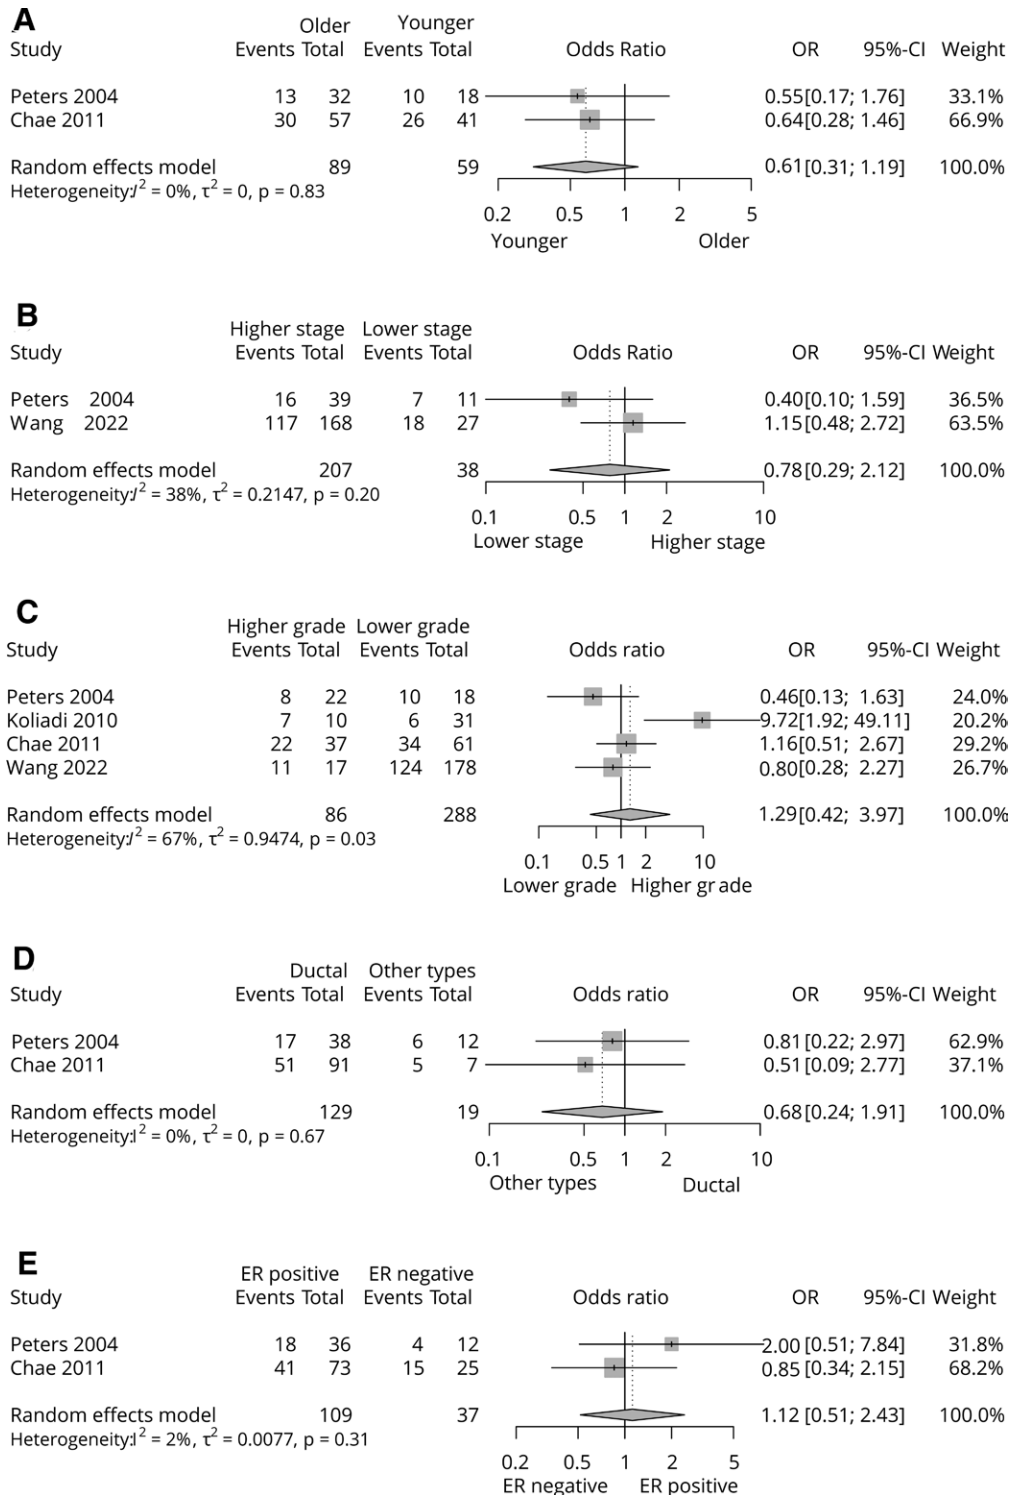 A
Older Younger
Study Events Total Events Total Odds Ratio OR 95%-CI Weight
Peters 2004 13 32 10 18 0.55[0.17; 1.76] 33.1%
Chae 2011 30 57 26 41 0.64[0.28; 1.46] 66.9%
Random effects model 89 59 0.61[0.31; 1.19] 100.0%
Heterogeneity:I² = 0%, τ² = 0, p = 0.83
0.2 0.5 1 2 5
Younger Older
B
Higher stage Lower stage
Study Events Total Events Total Odds Ratio OR 95%-CI Weight
Peters 2004 16 39 7 11 0.40[0.10; 1.59] 36.5%
Wang 2022 117 168 18 27 1.15[0.48; 2.72] 63.5%
Random effects model 207 38 0.78[0.29; 2.12] 100.0%
Heterogeneity:I² = 38%, τ² = 0.2147, p = 0.20
0.1 0.5 1 2 10
Lower stage Higher stage
C
Higher grade Lower grade
Study Events Total Events Total Odds ratio OR 95%-CI Weight
Peters 2004 8 22 10 18 0.46[0.13; 1.63] 24.0%
Koliadi 2010 7 10 6 31 9.72[1.92; 49.11] 20.2%
Chae 2011 22 37 34 61 1.16[0.51; 2.67] 29.2%
Wang 2022 11 17 124 178 0.80[0.28; 2.27] 26.7%
Random effects model 86 288 1.29[0.42; 3.97] 100.0%
Heterogeneity:I² = 67%, τ² = 0.9474, p = 0.03
0.1 0.5 1 2 10
Lower grade Higher grade
D
Ductal Other types
Study Events Total Events Total Odds ratio OR 95%-CI Weight
Peters 2004 17 38 6 12 0.81 [0.22; 2.97] 62.9%
Chae 2011 51 91 5 7 0.51 [0.09; 2.77] 37.1%
Random effects model 129 19 0.68[0.24; 1.91] 100.0%
Heterogeneity:I² = 0%, τ² = 0, p = 0.67
0.1 0.5 1 2 10
Other types Ductal
E
ER positive ER negative
Study Events Total Events Total Odds ratio OR 95%-CI Weight
Peters 2004 18 36 4 12 2.00 [0.51; 7.84] 31.8%
Chae 2011 41 73 15 25 0.85 [0.34; 2.15] 68.2%
Random effects model 109 37 1.12 [0.51; 2.43] 100.0%
Heterogeneity:I² = 2%, τ² = 0.0077, p = 0.31
0.2 0.5 1 2 5
ER negative ER positive